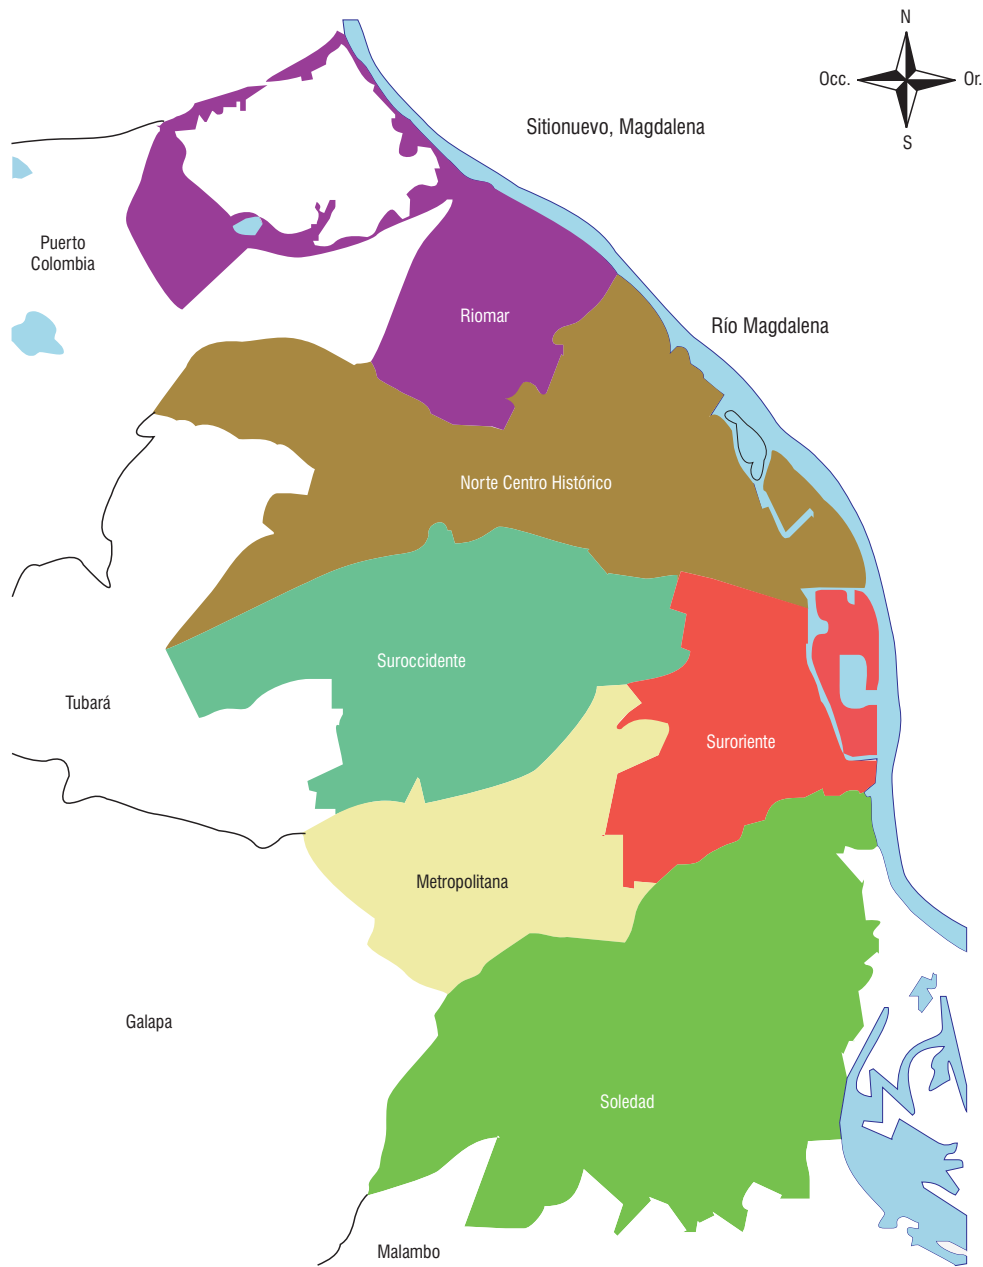 N
Occ.
Or.
S
Sitionuevo, Magdalena
Puerto
Colombia
Riomar
Río Magdalena
Norte Centro Histórico
Suroccidente
Tubará
Suroriente
Metropolitana
Galapa
Soledad
Malambo